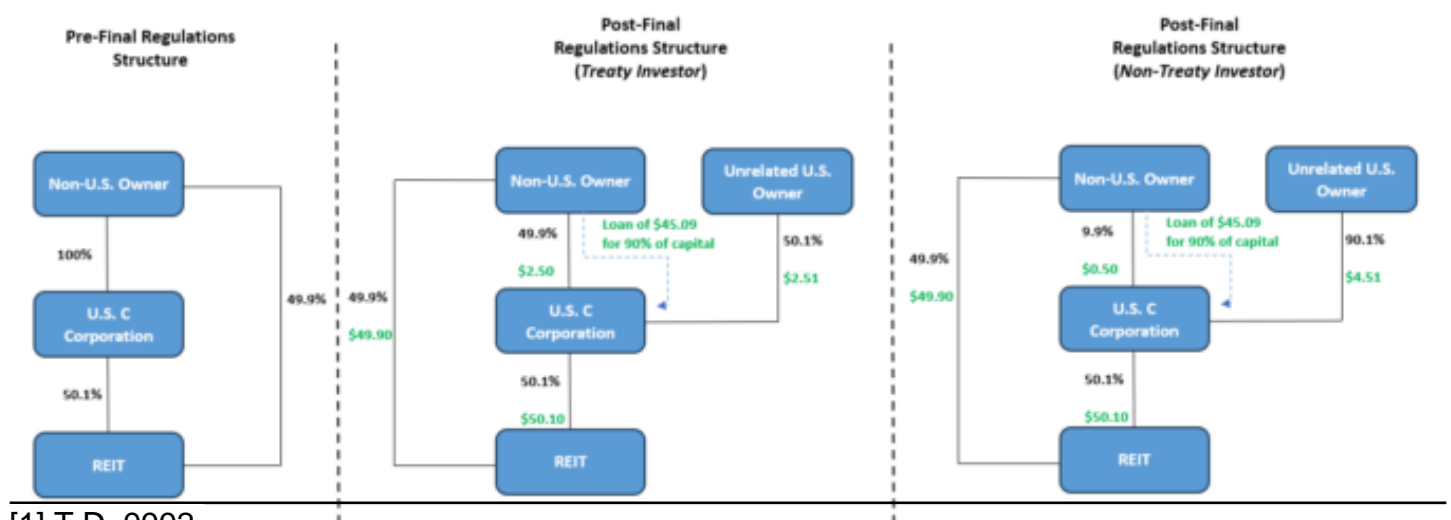 Pre-Final Regulations
Structure
Non-U.S. Owner
100%
U.S. C
Corporation
49.9%
50.1%
REIT
Post-Final
Regulations Structure
(Treaty Investor)
Non-U.S. Owner
Unrelated U.S.
Owner
Loan of $45.09
for 90% of capital
49.9%
$2.50
50.1%
$2.51
49.9%
$49.90
U.S. C
Corporation
50.1%
$50.10
REIT
Post-Final
Regulations Structure
(Non-Treaty Investor)
Non-U.S. Owner
Unrelated U.S.
Owner
Loan of $45.09
for 90% of capital
9.9%
$0.50
90.1%
$4.51
49.9%
$49.90
U.S. C
Corporation
50.1%
$50.10
REIT
[1] T.D.